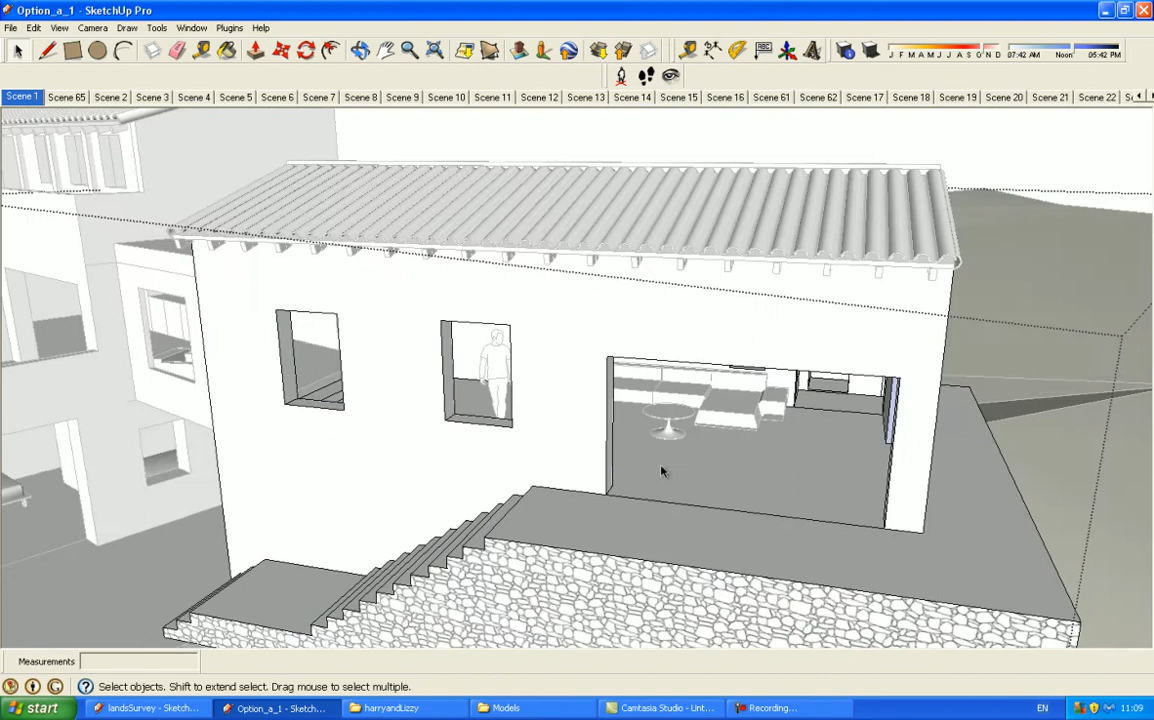 Option_a_1 - SketchUp Pro
File Edit View Camera Draw Tools Window Plugins Help
J F M A M J J A S O N D 07:42 AM Noon 05:42 PM
Scene 1 Scene 65 Scene 2 Scene 3 Scene 4 Scene 5 Scene 6 Scene 7 Scene 8 Scene 9 Scene 10 Scene 11 Scene 12 Scene 13 Scene 14 Scene 15 Scene 16 Scene 61 Scene 62 Scene 17 Scene 18 Scene 19 Scene 20 Scene 21 Scene 22
Measurements
Select objects. Shift to extend select. Drag mouse to select multiple.
start landsSurvey - Sketch... Option_a_1 - Sketch... harryandLizzy Models Camtasia Studio - Unt... Recording... EN 11:09